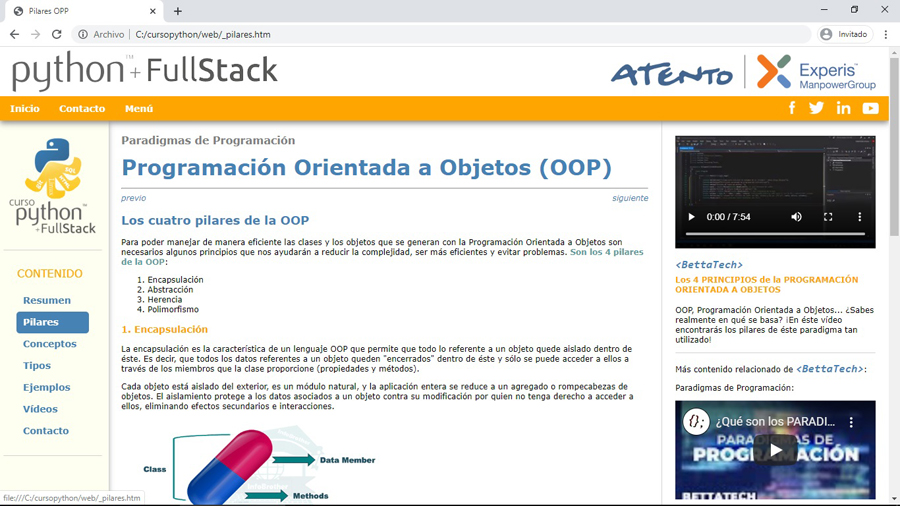 Pilares OPP
Archivo | C:/cursopython/web/_pilares.htm
Invitado
python™ + FullStack
ATENTO
Experis™
ManpowerGroup
Inicio Contacto Menú
curso
python™
+FullStack
CONTENIDO
Resumen
Pilares
Conceptos
Tipos
Ejemplos
Vídeos
Contacto
Paradigmas de Programación
Programación Orientada a Objetos (OOP)
previo siguiente
Los cuatro pilares de la OOP
Para poder manejar de manera eficiente las clases y los objetos que se generan con la Programación Orientada a Objetos son
necesarios algunos principios que nos ayudarán a reducir la complejidad, ser más eficientes y evitar problemas. Son los 4 pilares
de la OOP:
1. Encapsulación
2. Abstracción
3. Herencia
4. Polimorfismo
1. Encapsulación
La encapsulación es la característica de un lenguaje OOP que permite que todo lo referente a un objeto quede aislado dentro de
éste. Es decir, que todos los datos referentes a un objeto queden "encerrados" dentro de éste y sólo se puede acceder a ellos a
través de los miembros que la clase proporcione (propiedades y métodos).
Cada objeto está aislado del exterior, es un módulo natural, y la aplicación entera se reduce a un agregado o rompecabezas de
objetos. El aislamiento protege a los datos asociados a un objeto contra su modificación por quien no tenga derecho a acceder a
ellos, eliminando efectos secundarios e interacciones.
Class
Data Member
Methods
0:00 / 7:54
<BettaTech>
Los 4 PRINCIPIOS de la PROGRAMACIÓN
ORIENTADA A OBJETOS
OOP, Programación Orientada a Objetos... ¿Sabes
realmente en qué se basa? ¡En éste vídeo
encontrarás los pilares de éste paradigma tan
utilizado!
Más contenido relacionado de <BettaTech>:
Paradigmas de Programación:
{};
¿Qué son los PARADI...
PARADIGMAS DE
PROGRAMACIÓN
BETTATECH
file:///C:/cursopython/web/_pilares.htm